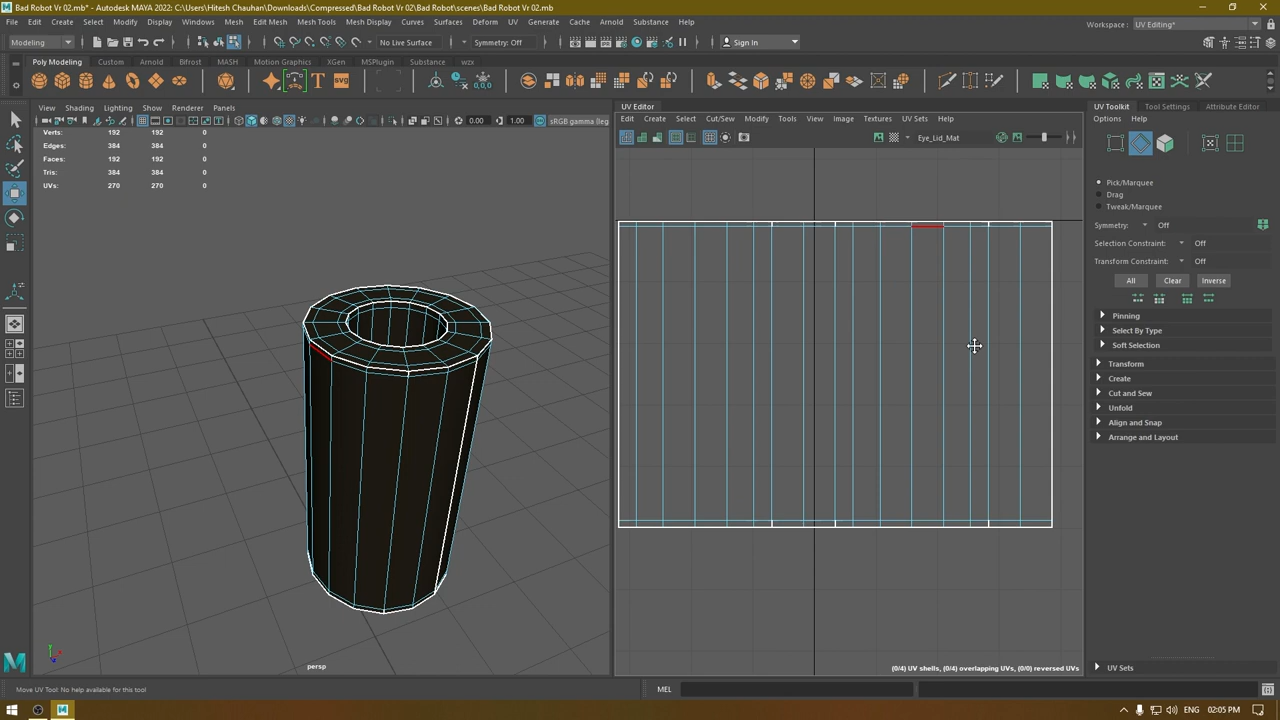 Bad Robot Vr 02.mb* - Autodesk MAYA 2022: C:\Users\Hitesh Chauhan\Downloads\Compressed\Bad Robot Vr 02\Bad Robot\scenes\Bad Robot Vr 02.mb
File Edit Create Select Modify Display Windows Mesh Edit Mesh Mesh Tools Mesh Display Curves Surfaces Deform UV Generate Cache Arnold Substance Help
Workspace : UV Editing*
Modeling No Live Surface Symmetry: Off Sign In
Poly Modeling Custom Arnold Bifrost MASH Motion Graphics XGen MSPlugin Substance wzx
View Shading Lighting Show Renderer Panels
0.00 1.00 sRGB gamma (leg
Verts: 192 192 0
Edges: 384 384 0
Faces: 192 192 0
Tris: 384 384 0
UVs: 270 270 0
persp
UV Editor
Edit Create Select Cut/Sew Modify Tools View Image Textures UV Sets Help
Eye_Lid_Mat
(0/4) UV shells, (0/4) overlapping UVs, (0/0) reversed UVs
UV Toolkit Tool Settings Attribute Editor
Options Help
Pick/Marquee
Drag
Tweak/Marquee
Symmetry: Off
Selection Constraint: Off
Transform Constraint: Off
All Clear Inverse
Pinning
Select By Type
Soft Selection
Transform
Create
Cut and Sew
Unfold
Align and Snap
Arrange and Layout
UV Sets
Move UV Tool: No help available for this tool
MEL
ENG 02:05 PM